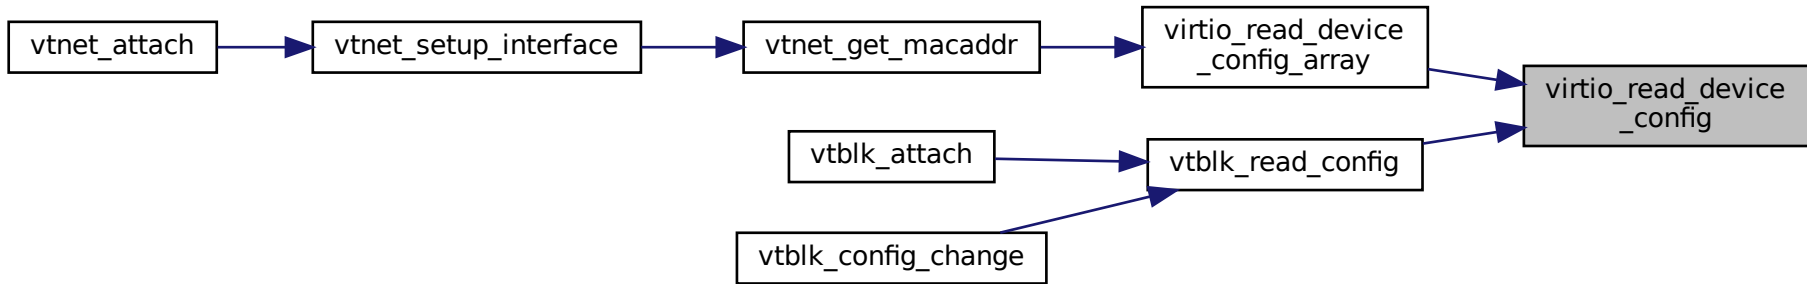 vtnet_attach
vtnet_setup_interface
vtnet_get_macaddr
virtio_read_device
_config_array
virtio_read_device
_config
vtblk_attach
vtblk_read_config
vtblk_config_change